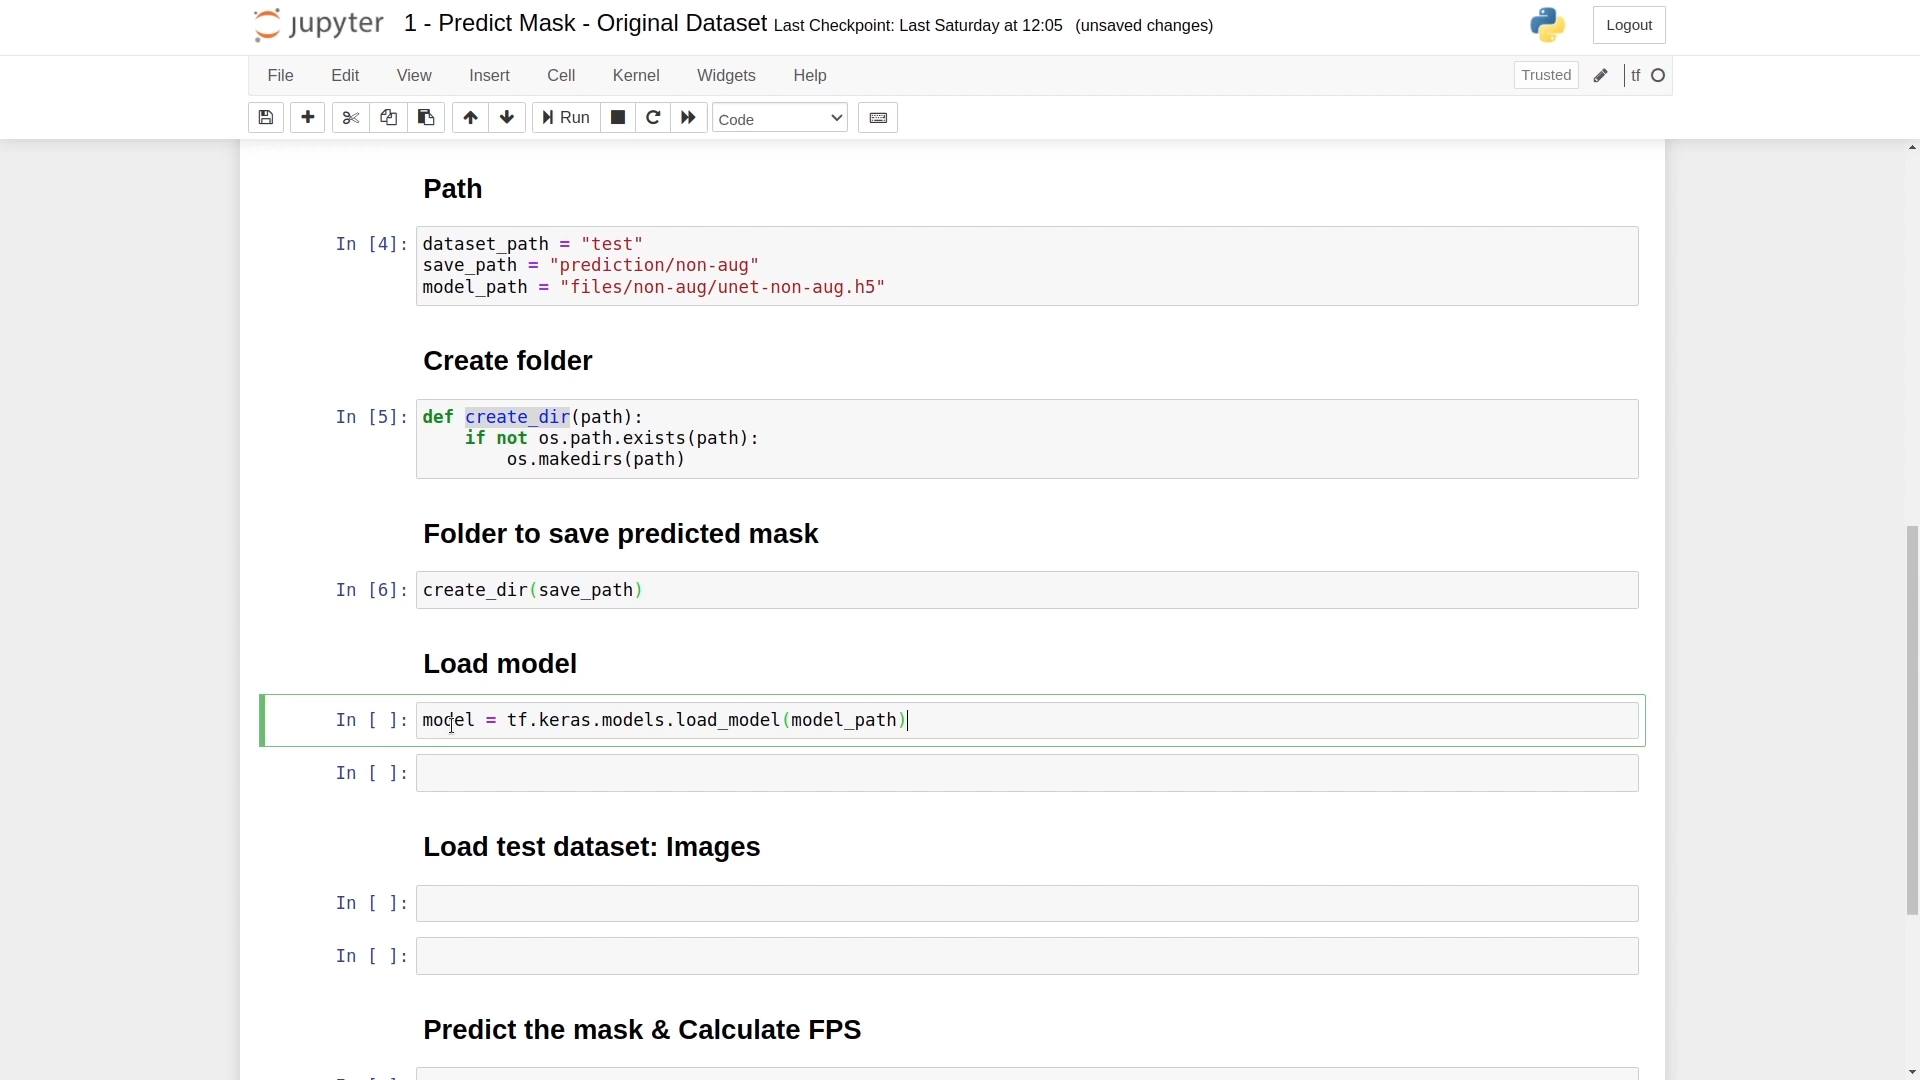 jupyter 1 - Predict Mask - Original Dataset Last Checkpoint: Last Saturday at 12:05 (unsaved changes) Logout
File Edit View Insert Cell Kernel Widgets Help Trusted tf
Run Code
Path
In [4]: dataset_path = "test"
save_path = "prediction/non-aug"
model_path = "files/non-aug/unet-non-aug.h5"
Create folder
In [5]: def create_dir(path):
if not os.path.exists(path):
os.makedirs(path)
Folder to save predicted mask
In [6]: create_dir(save_path)
Load model
In [ ]: model = tf.keras.models.load_model(model_path)
In [ ]:
Load test dataset: Images
In [ ]:
In [ ]:
Predict the mask & Calculate FPS